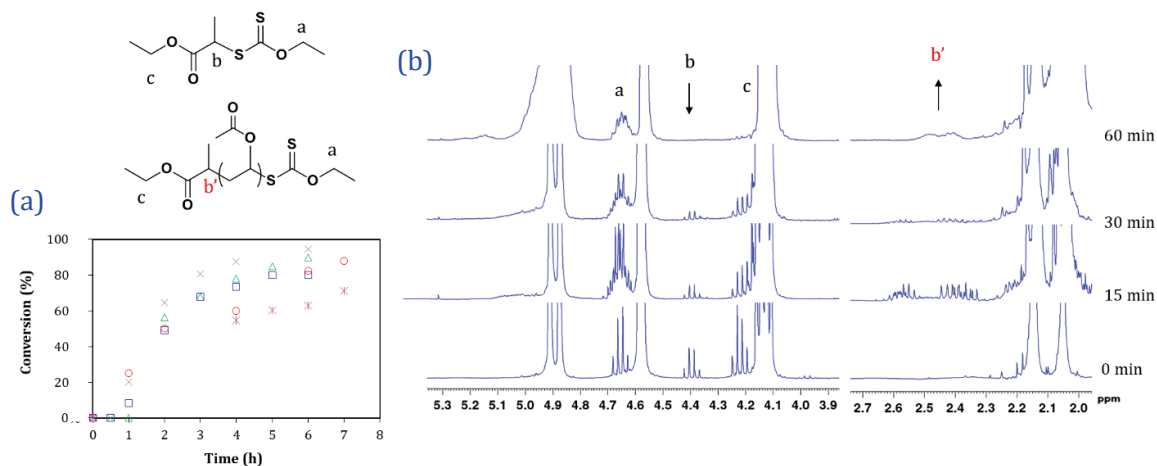 O
O
b
S
S
O
a
c
O
O
O
b'
S
S
O
a
c
(a)
100
80
60
40
20
0
Conversion (%)
0 1 2 3 4 5 6 7 8
Time (h)
(b)
a
b
c
b'
60 min
30 min
15 min
0 min
5.3 5.2 5.1 5.0 4.9 4.8 4.7 4.6 4.5 4.4 4.3 4.2 4.1 4.0 3.9
2.7 2.6 2.5 2.4 2.3 2.2 2.1 2.0 ppm